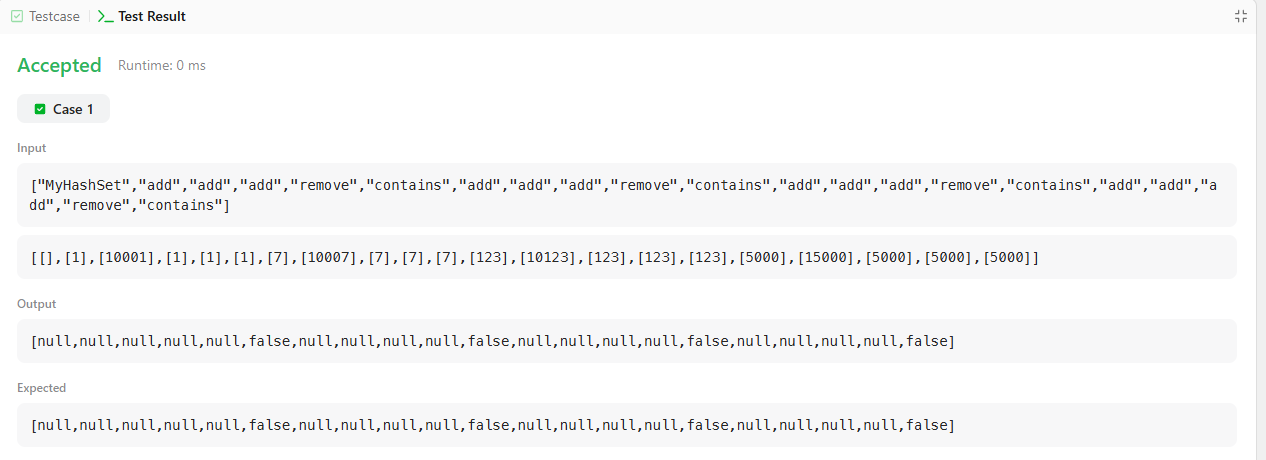 Testcase Test Result
Accepted Runtime: 0 ms
Case 1
Input
["MyHashSet","add","add","add","remove","contains","add","add","add","remove","contains","add","add","add","remove","contains","add","add","a
dd","remove","contains"]
[[],[1],[10001],[1],[1],[1],[7],[10007],[7],[7],[7],[123],[10123],[123],[123],[123],[5000],[15000],[5000],[5000],[5000]]
Output
[null,null,null,null,null,false,null,null,null,null,false,null,null,null,null,false,null,null,null,null,false]
Expected
[null,null,null,null,null,false,null,null,null,null,false,null,null,null,null,false,null,null,null,null,false]